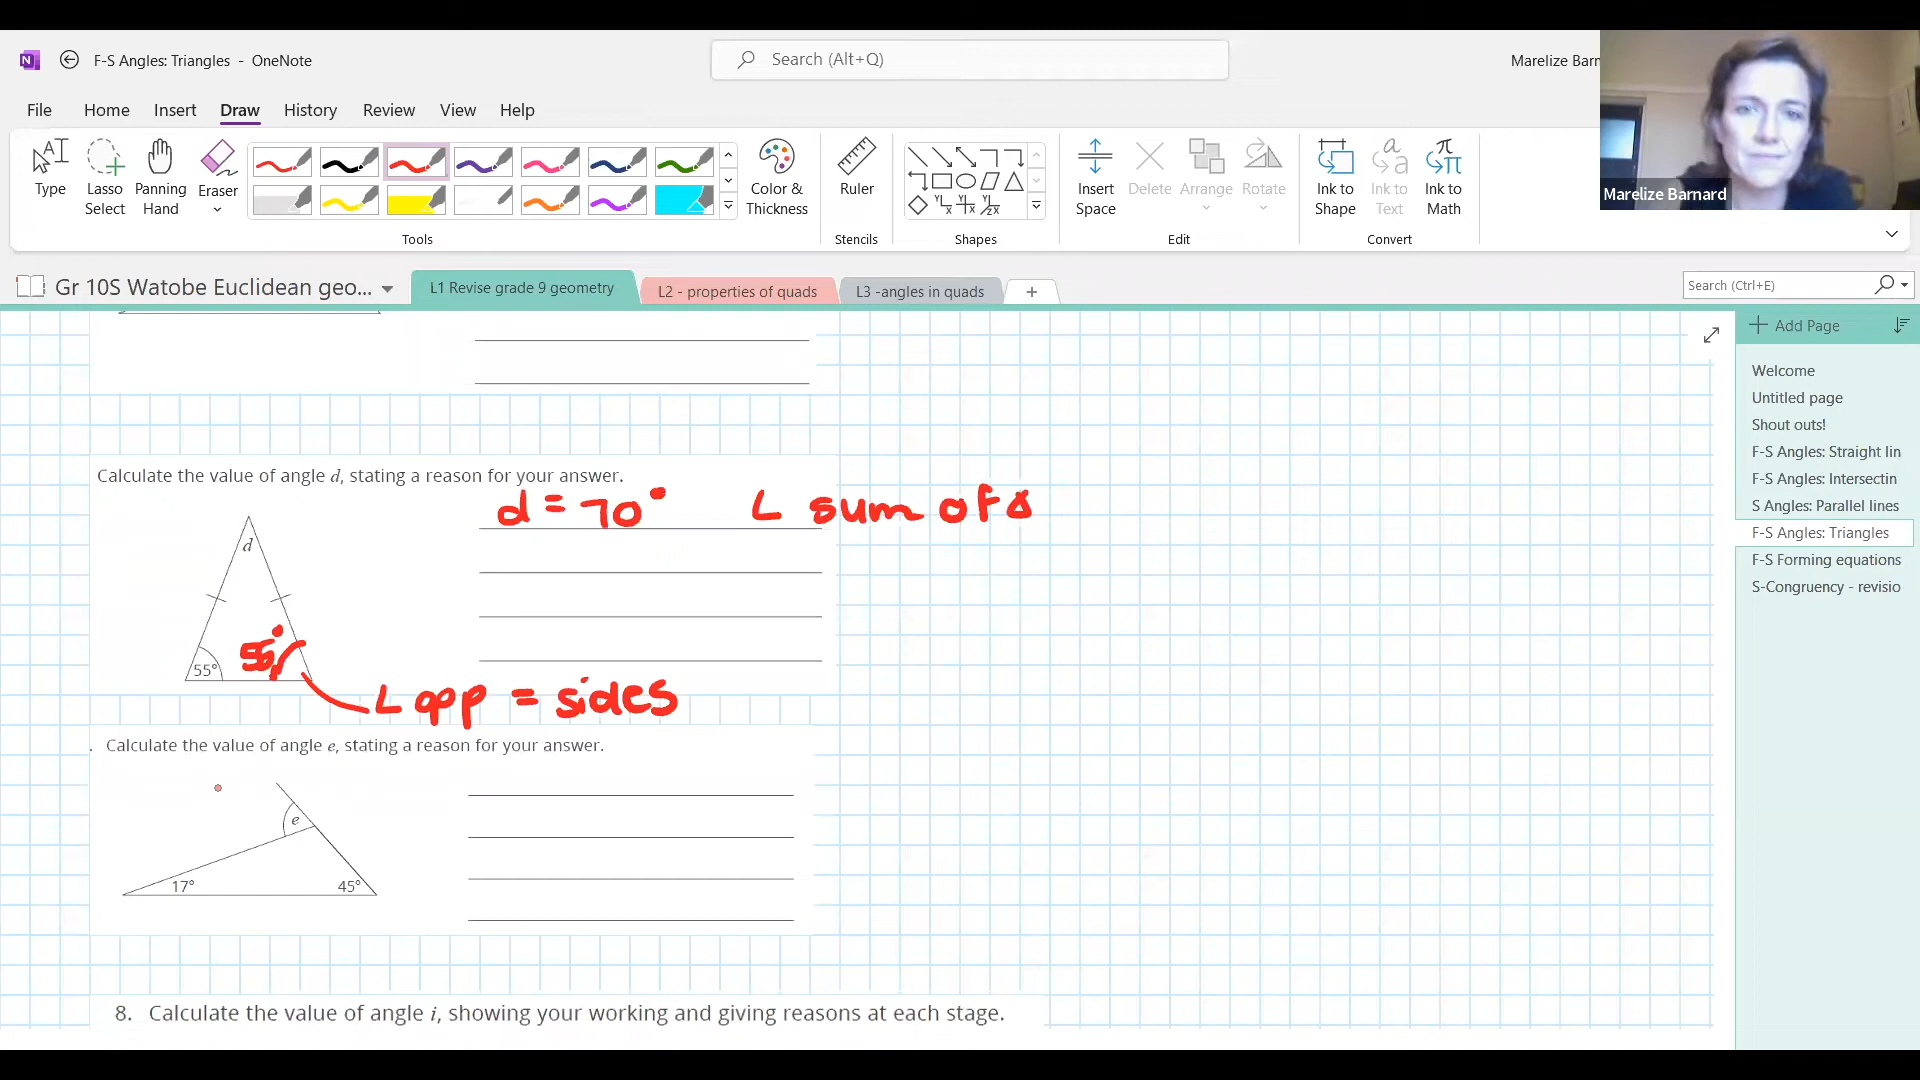 F-S Angles: Triangles - OneNote
Search (Alt+Q)
Marelize Barn
File Home Insert Draw History Review View Help
Type
Lasso Select
Panning Hand
Eraser
Color & Thickness
Ruler
Insert Space
Delete
Arrange
Rotate
Ink to Shape
Ink to Text
Ink to Math
Marelize Barnard
Tools Stencils Shapes Edit Convert
Gr 10S Watobe Euclidean geo...
L1 Revise grade 9 geometry
L2 - properties of quads
L3 -angles in quads
Search (Ctrl+E)
Add Page
Welcome
Untitled page
Shout outs!
F-S Angles: Straight lin
F-S Angles: Intersectin
S Angles: Parallel lines
F-S Angles: Triangles
F-S Forming equations
S-Congruency - revisio
Calculate the value of angle d, stating a reason for your answer.
d = 70° ∠ sum of Δ
d
55°
55°
∠ opp = sides
. Calculate the value of angle e, stating a reason for your answer.
e
17°
45°
8. Calculate the value of angle i, showing your working and giving reasons at each stage.